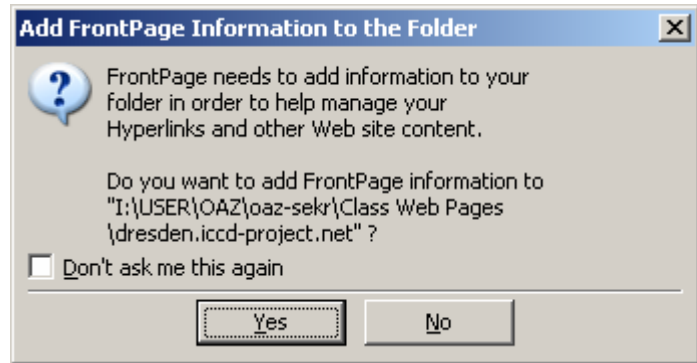 Add FrontPage Information to the Folder
FrontPage needs to add information to your
folder in order to help manage your
Hyperlinks and other Web site content.
Do you want to add FrontPage information to
"I:\USER\OAZ\oaz-sekr\Class Web Pages
\dresden.iccd-project.net" ?
Don't ask me this again
Yes No